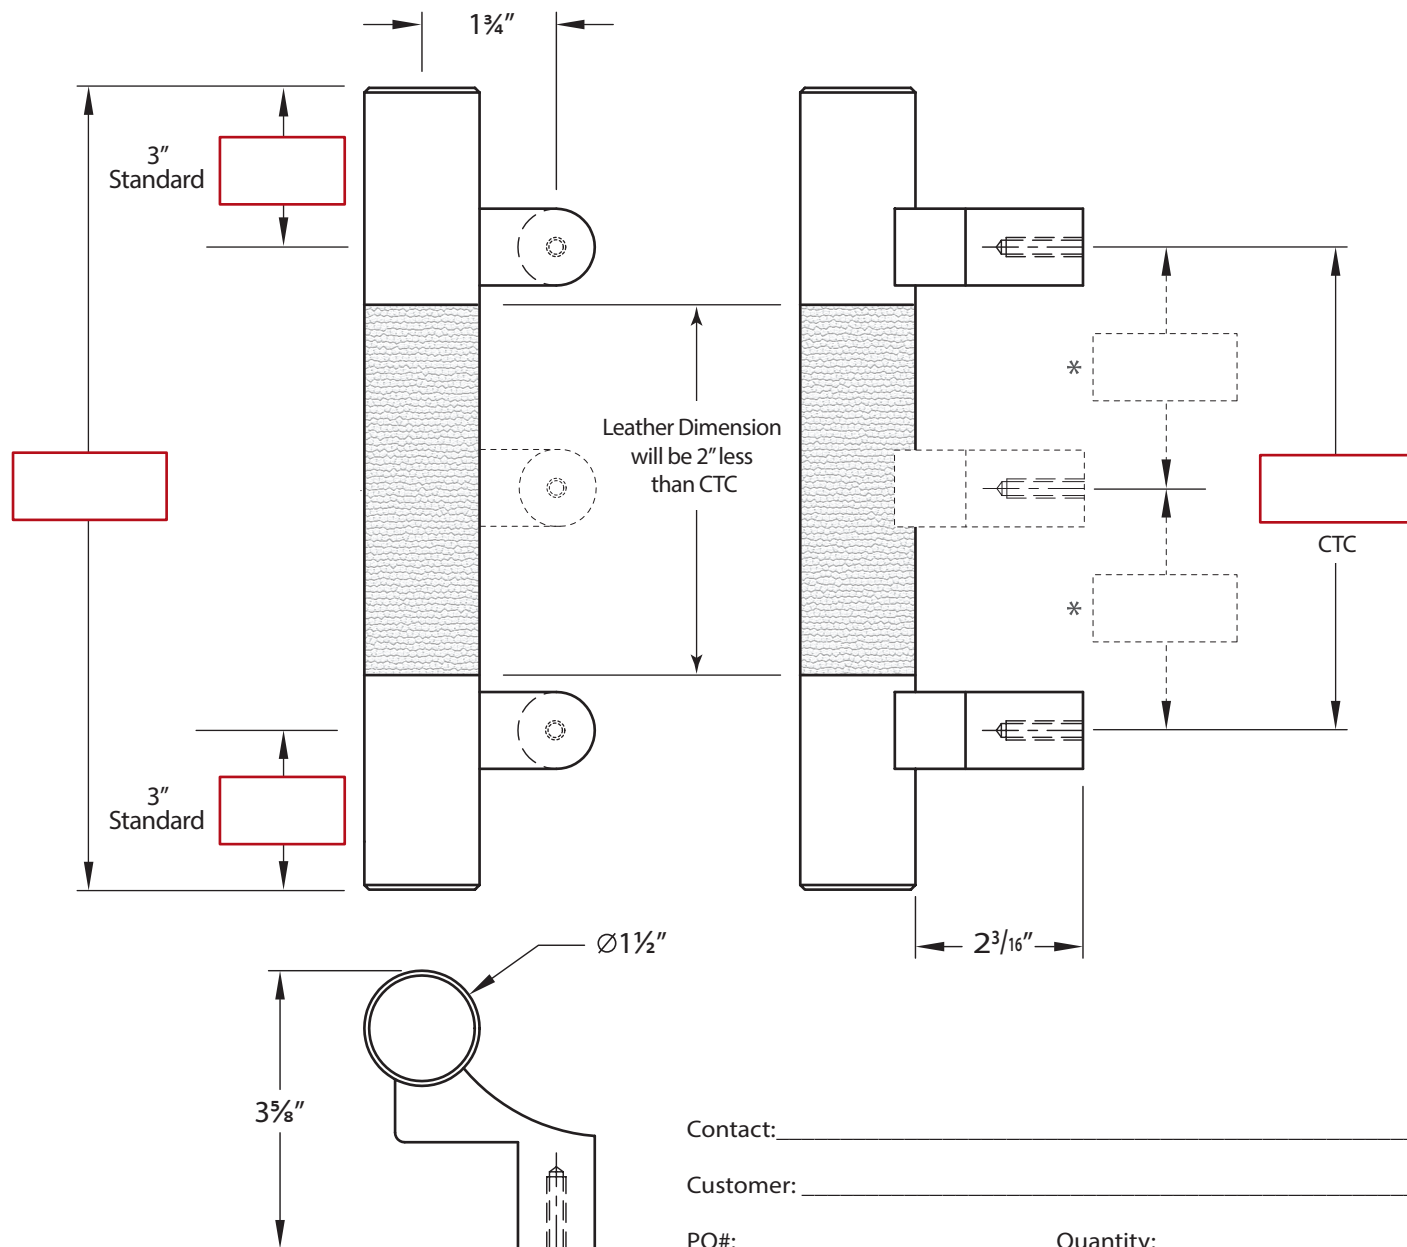 1¾"
3"
Standard
*
Leather Dimension
will be 2" less
than CTC
CTC
*
3"
Standard
2³/₁₆"
∅1½"
3⅝"
Contact:
Customer:
PO#:
Quantity: